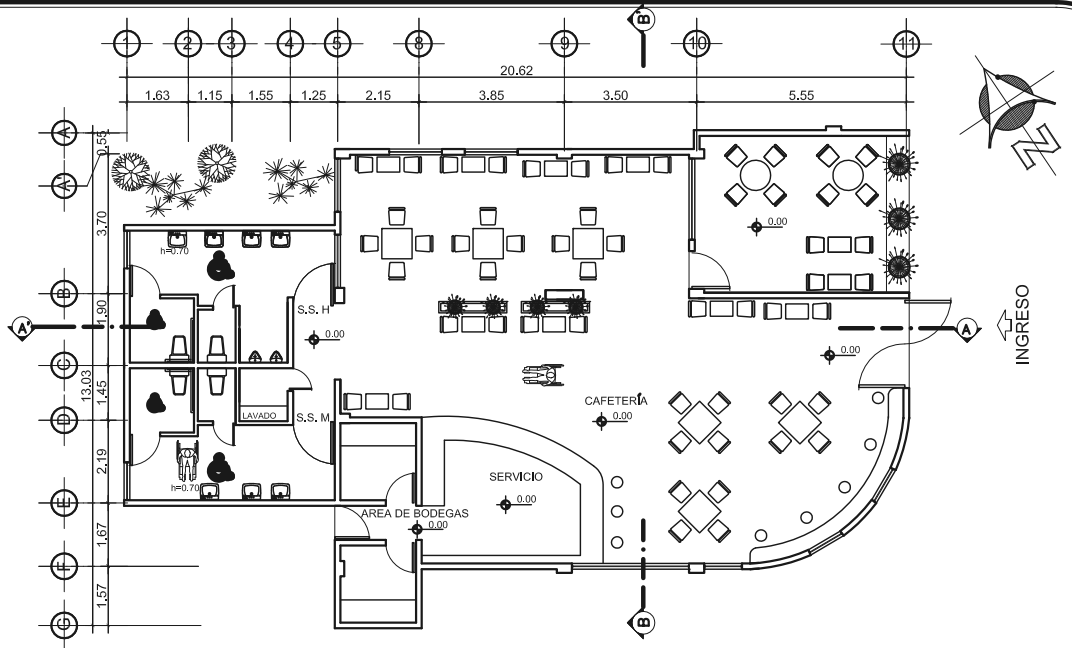 B'
1 2 3 4 5 8 9 10 11
20.62
1.63 1.15 1.55 1.25 2.15 3.85 3.50 5.55
N
A
0.55
A'
3.70
0.00
h=0.70
B
S.S. H
1.90
INGRESO
A' A
0.00
0.00
C
13.03
1.45
CAFETERÍA
0.00
D
LAVADO
S.S. M
2.19
SERVICIO
h=0.70
0.00
E
AREA DE BODEGAS
0.00
1.67
F
1.57
G
B